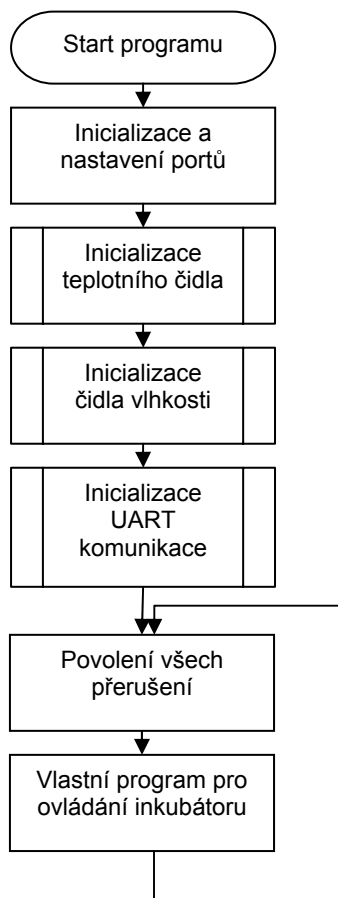 Start programu
Inicializace a
nastavení portů
Inicializace
teplotního čidla
Inicializace
čidla vlhkosti
Inicializace
UART
komunikace
Povolení všech
přerušení
Vlastní program pro
ovládání inkubátoru